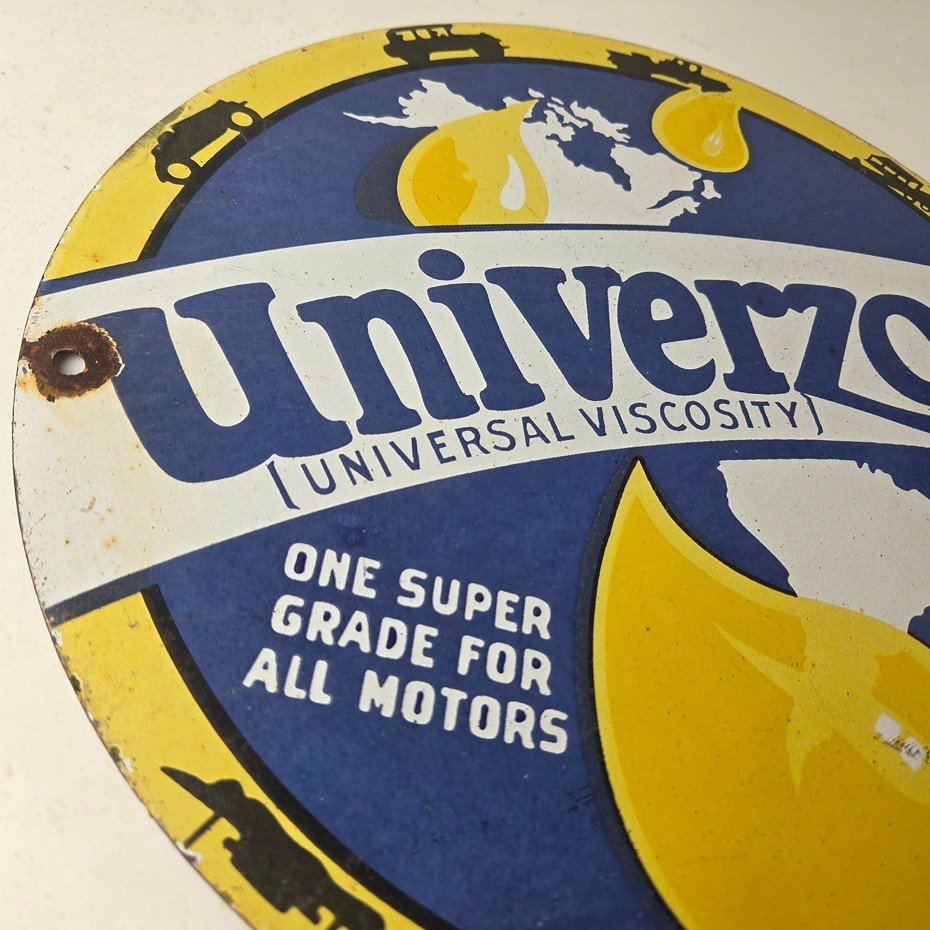 Univerzo
[UNIVERSAL VISCOSITY]
ONE SUPER
GRADE FOR
ALL MOTORS